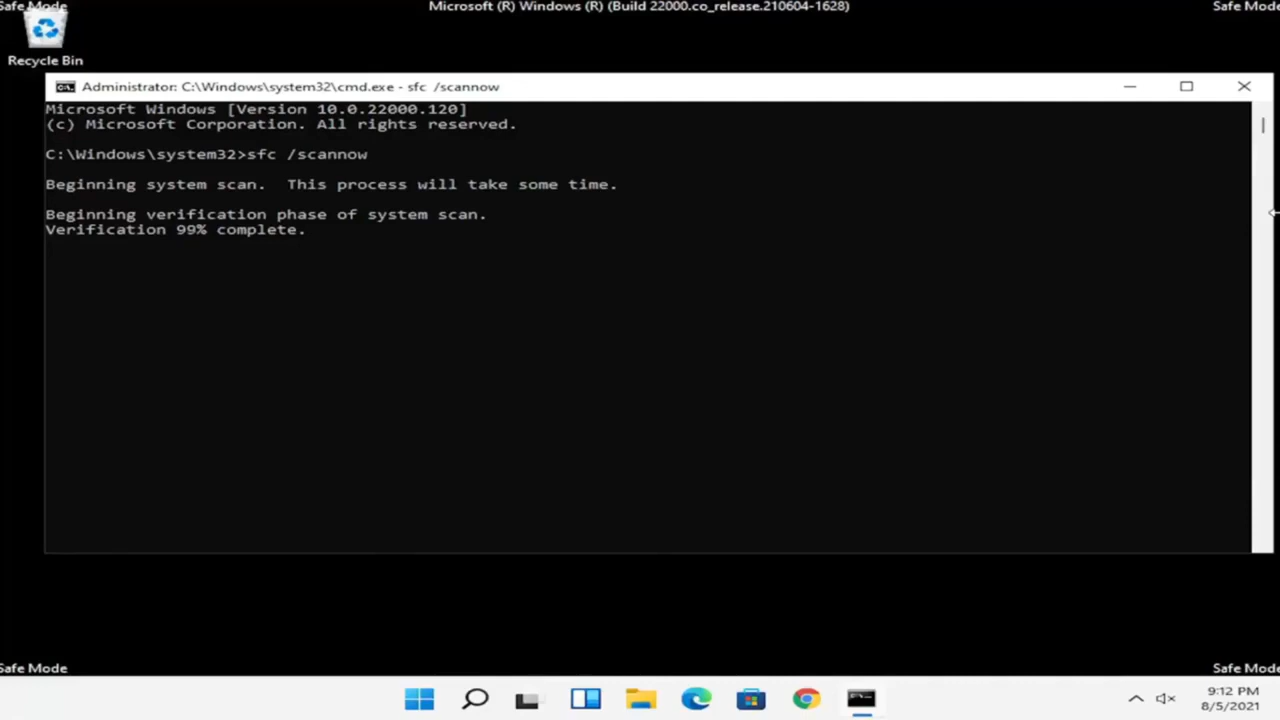 Safe Mode
Microsoft (R) Windows (R) (Build 22000.co_release.210604-1628)
Safe Mode
Recycle Bin
Administrator: C:\Windows\system32\cmd.exe - sfc  /scannow
Microsoft Windows [Version 10.0.22000.120]
(c) Microsoft Corporation. All rights reserved.
C:\Windows\system32>sfc /scannow
Beginning system scan.  This process will take some time.
Beginning verification phase of system scan.
Verification 99% complete.
Safe Mode
Safe Mode
9:12 PM
8/5/2021